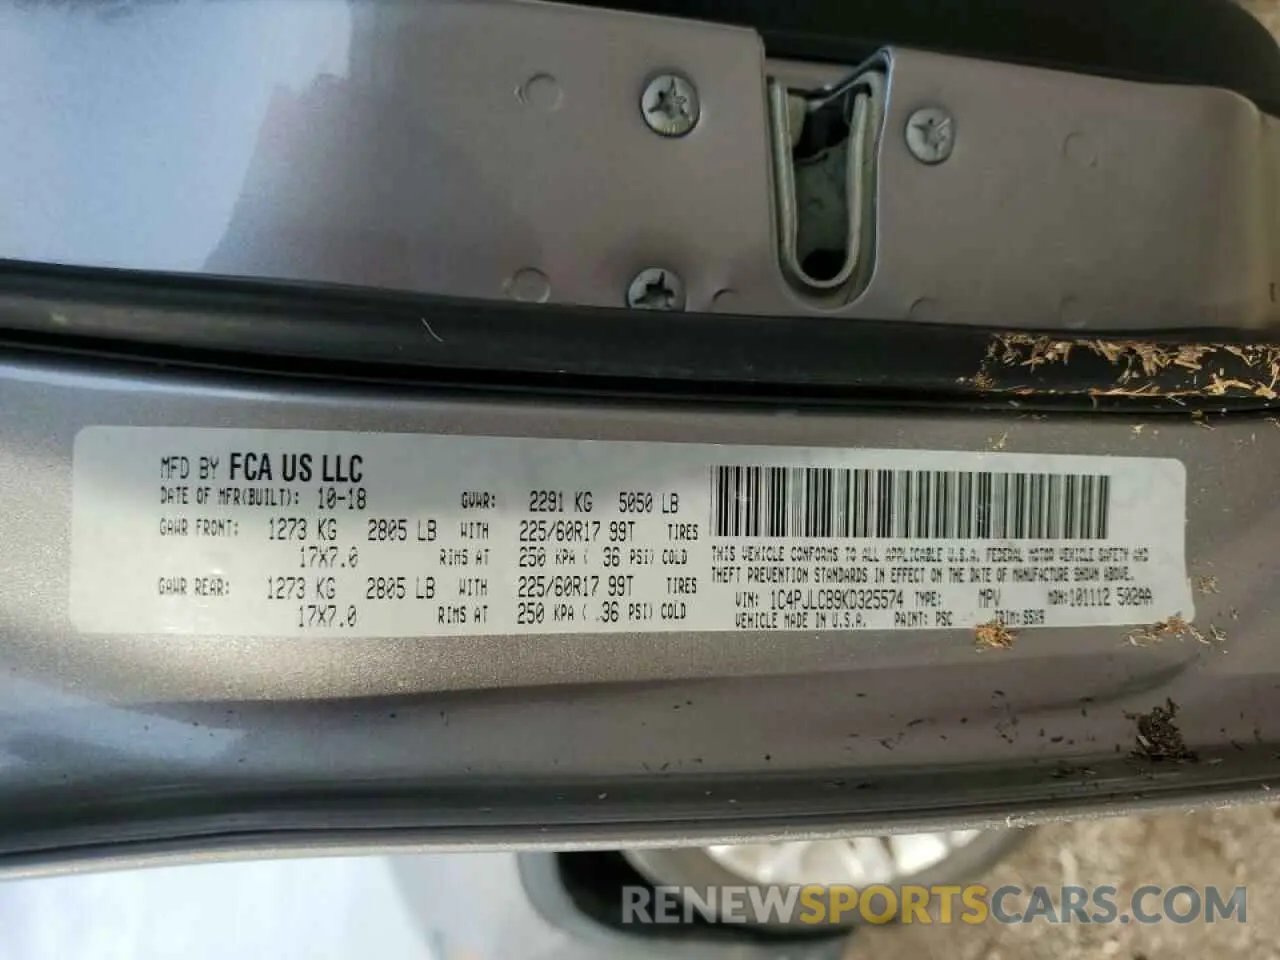 MFD BY FCA US LLC
DATE OF MFR(BUILT): 10-18 GVWR: 2291 KG 5050 LB
GAWR FRONT: 1273 KG 2805 LB WITH 225/60R17 99T TIRES
17X7.0 RIMS AT 250 KPA ( 36 PSI) COLD
GAWR REAR: 1273 KG 2805 LB WITH 225/60R17 99T TIRES
17X7.0 RIMS AT 250 KPA ( 36 PSI) COLD
THIS VEHICLE CONFORMS TO ALL APPLICABLE U.S.A. FEDERAL MOTOR VEHICLE SAFETY AND
THEFT PREVENTION STANDARDS IN EFFECT ON THE DATE OF MANUFACTURE SHOWN ABOVE.
VIN: 1C4PJLCB9KD325574 TYPE: MPV MDH: 101112 502AA
VEHICLE MADE IN U.S.A. PAINT: PSC TRIM:
RENEWSPORTSCARS.COM